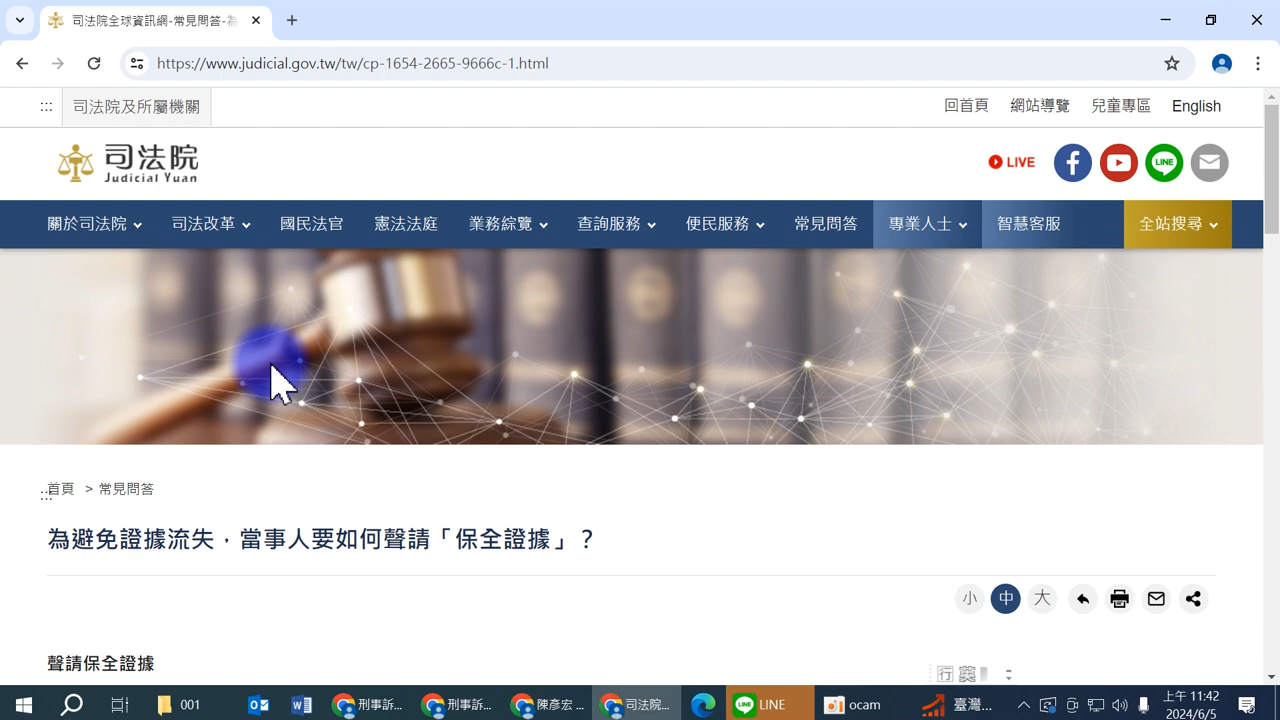 司法院全球資訊網-常見問答-為
https://www.judicial.gov.tw/tw/cp-1654-2665-9666c-1.html
司法院及所屬機關
回首頁 網站導覽 兒童專區 English
司法院
Judicial Yuan
LIVE
LINE
關於司法院 司法改革 國民法官 憲法法庭 業務綜覽 查詢服務 便民服務 常見問答 專業人士 智慧客服 全站搜尋
首頁 > 常見問答
為避免證據流失，當事人要如何聲請「保全證據」？
小 中 大
聲請保全證據
行 英
001 刑事訴... 刑事訴... 陳彥宏 ... 司法院... LINE ocam 臺灣... 上午 11:42
2024/6/5